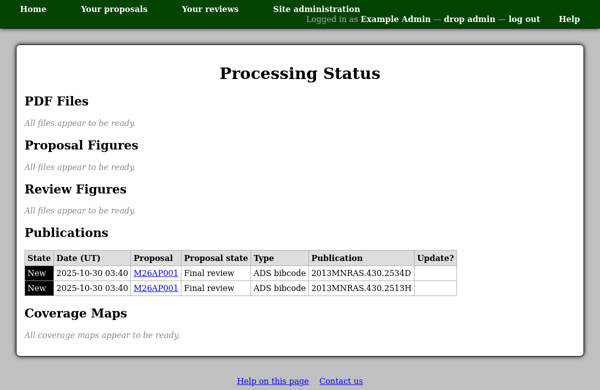 Home Your proposals Your reviews Site administration
Logged in as Example Admin — drop admin — log out Help
Processing Status
PDF Files
All files appear to be ready.
Proposal Figures
All files appear to be ready.
Review Figures
All files appear to be ready.
Publications
State Date (UT) Proposal Proposal state Type Publication Update?
New 2025-10-30 03:40 M26AP001 Final review ADS bibcode 2013MNRAS.430.2534D
New 2025-10-30 03:40 M26AP001 Final review ADS bibcode 2013MNRAS.430.2513H
Coverage Maps
All coverage maps appear to be ready.
Help on this page Contact us